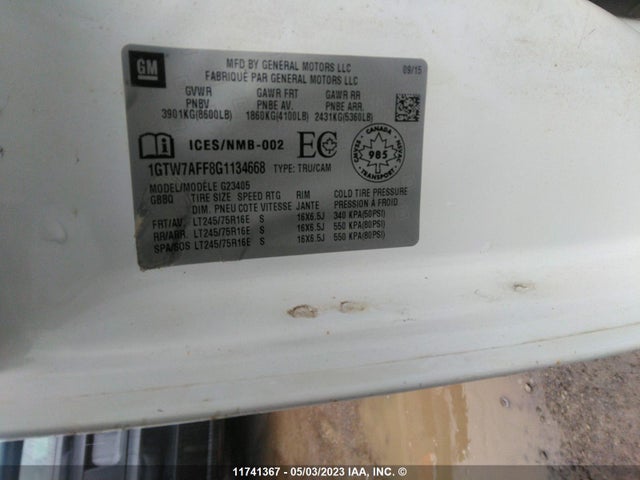 GM
MFD BY GENERAL MOTORS LLC
FABRIQUÉ PAR GENERAL MOTORS LLC
09/15
GVWR GAWR FRT GAWR RR
PNBV PNBE AV. PNBE ARR.
3901KG(8600LB) 1860KG(4100LB) 2431KG(5360LB)
ICES/NMB-002 EC
CANADA
985
1GTW7AFF8G1134668 TYPE: TRU/CAM
MODEL/MODÈLE G23405
GBBQ TIRE SIZE SPEED RTG RIM COLD TIRE PRESSURE
DIM. PNEU COTE VITESSE JANTE PRESSION À FROID
FRT/AV. LT245/75R16E S 16X6.5J 340 KPA(50PSI)
RR/ARR. LT245/75R16E S 16X6.5J 550 KPA(80PSI)
SPA/SOS LT245/75R16E S 16X6.5J 550 KPA(80PSI)
11741367 - 05/03/2023 IAA, INC. ©